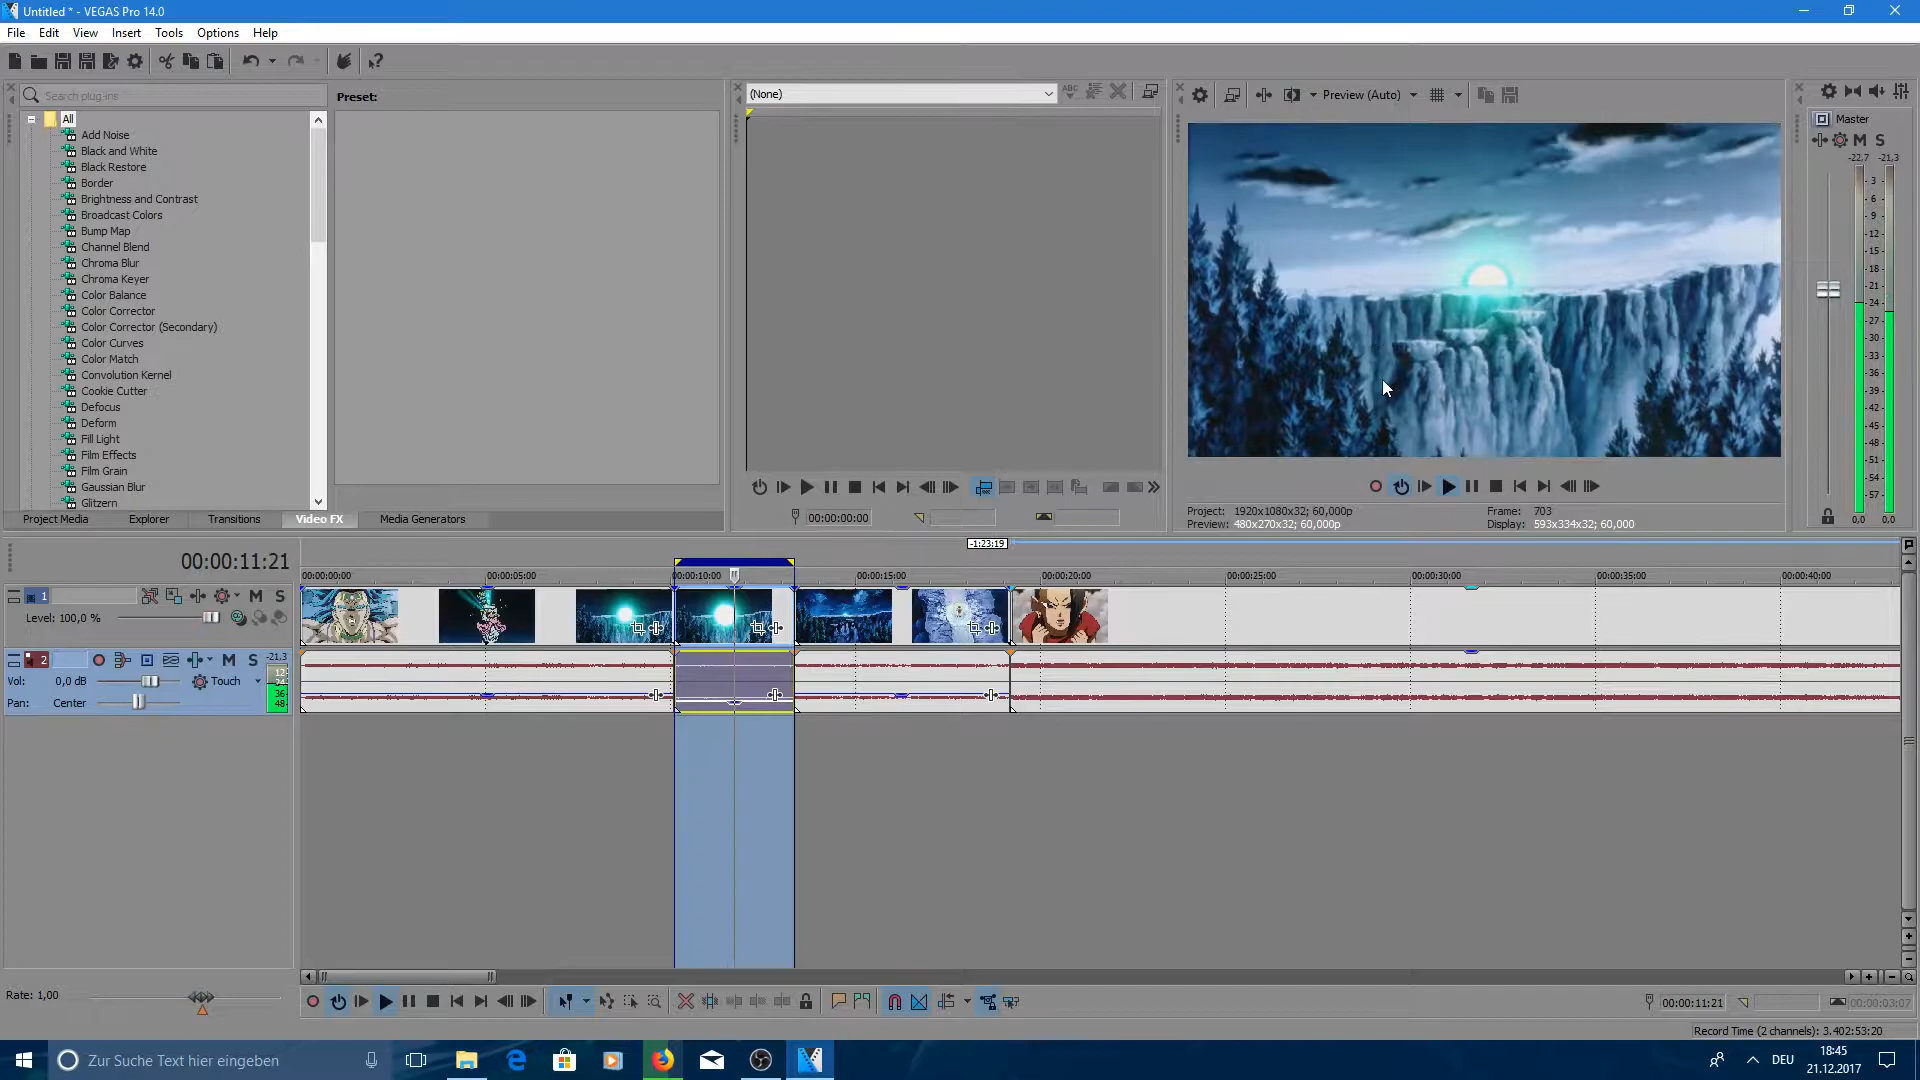 Untitled * - VEGAS Pro 14.0
File Edit View Insert Tools Options Help
Search plug-ins
Preset:
(None)
Preview (Auto)
Master
M S
-22,7 -21,3
All
Add Noise
Black and White
Black Restore
Border
Brightness and Contrast
Broadcast Colors
Bump Map
Channel Blend
Chroma Blur
Chroma Keyer
Color Balance
Color Corrector
Color Corrector (Secondary)
Color Curves
Color Match
Convolution Kernel
Cookie Cutter
Defocus
Deform
Fill Light
Film Effects
Film Grain
Gaussian Blur
Glitzern
- 3 -
- 6 -
- 9 -
- 12 -
- 15 -
- 18 -
- 21 -
- 24 -
- 27 -
- 30 -
- 33 -
- 36 -
- 39 -
- 42 -
- 45 -
- 48 -
- 51 -
- 54 -
- 57 -
0,0 0,0
Project Media Explorer Transitions Video FX Media Generators
00:00:00:00
Project: 1920x1080x32; 60,000p
Preview: 480x270x32; 60,000p
Frame: 703
Display: 593x334x32; 60,000
00:00:11:21
-1:23:19
00:00:00:00 00:00:05:00 00:00:10:00 00:00:15:00 00:00:20:00 00:00:25:00 00:00:30:00 00:00:35:00 00:00:40:00
1 M S
Level: 100,0 %
2 M S -21,3
Vol: 0,0 dB Touch
Pan: Center
12
24
36
48
Rate: 1,00
00:00:11:21 00:00:03:07
Record Time (2 channels): 3.402:53:20
Zur Suche Text hier eingeben
DEU
18:45
21.12.2017